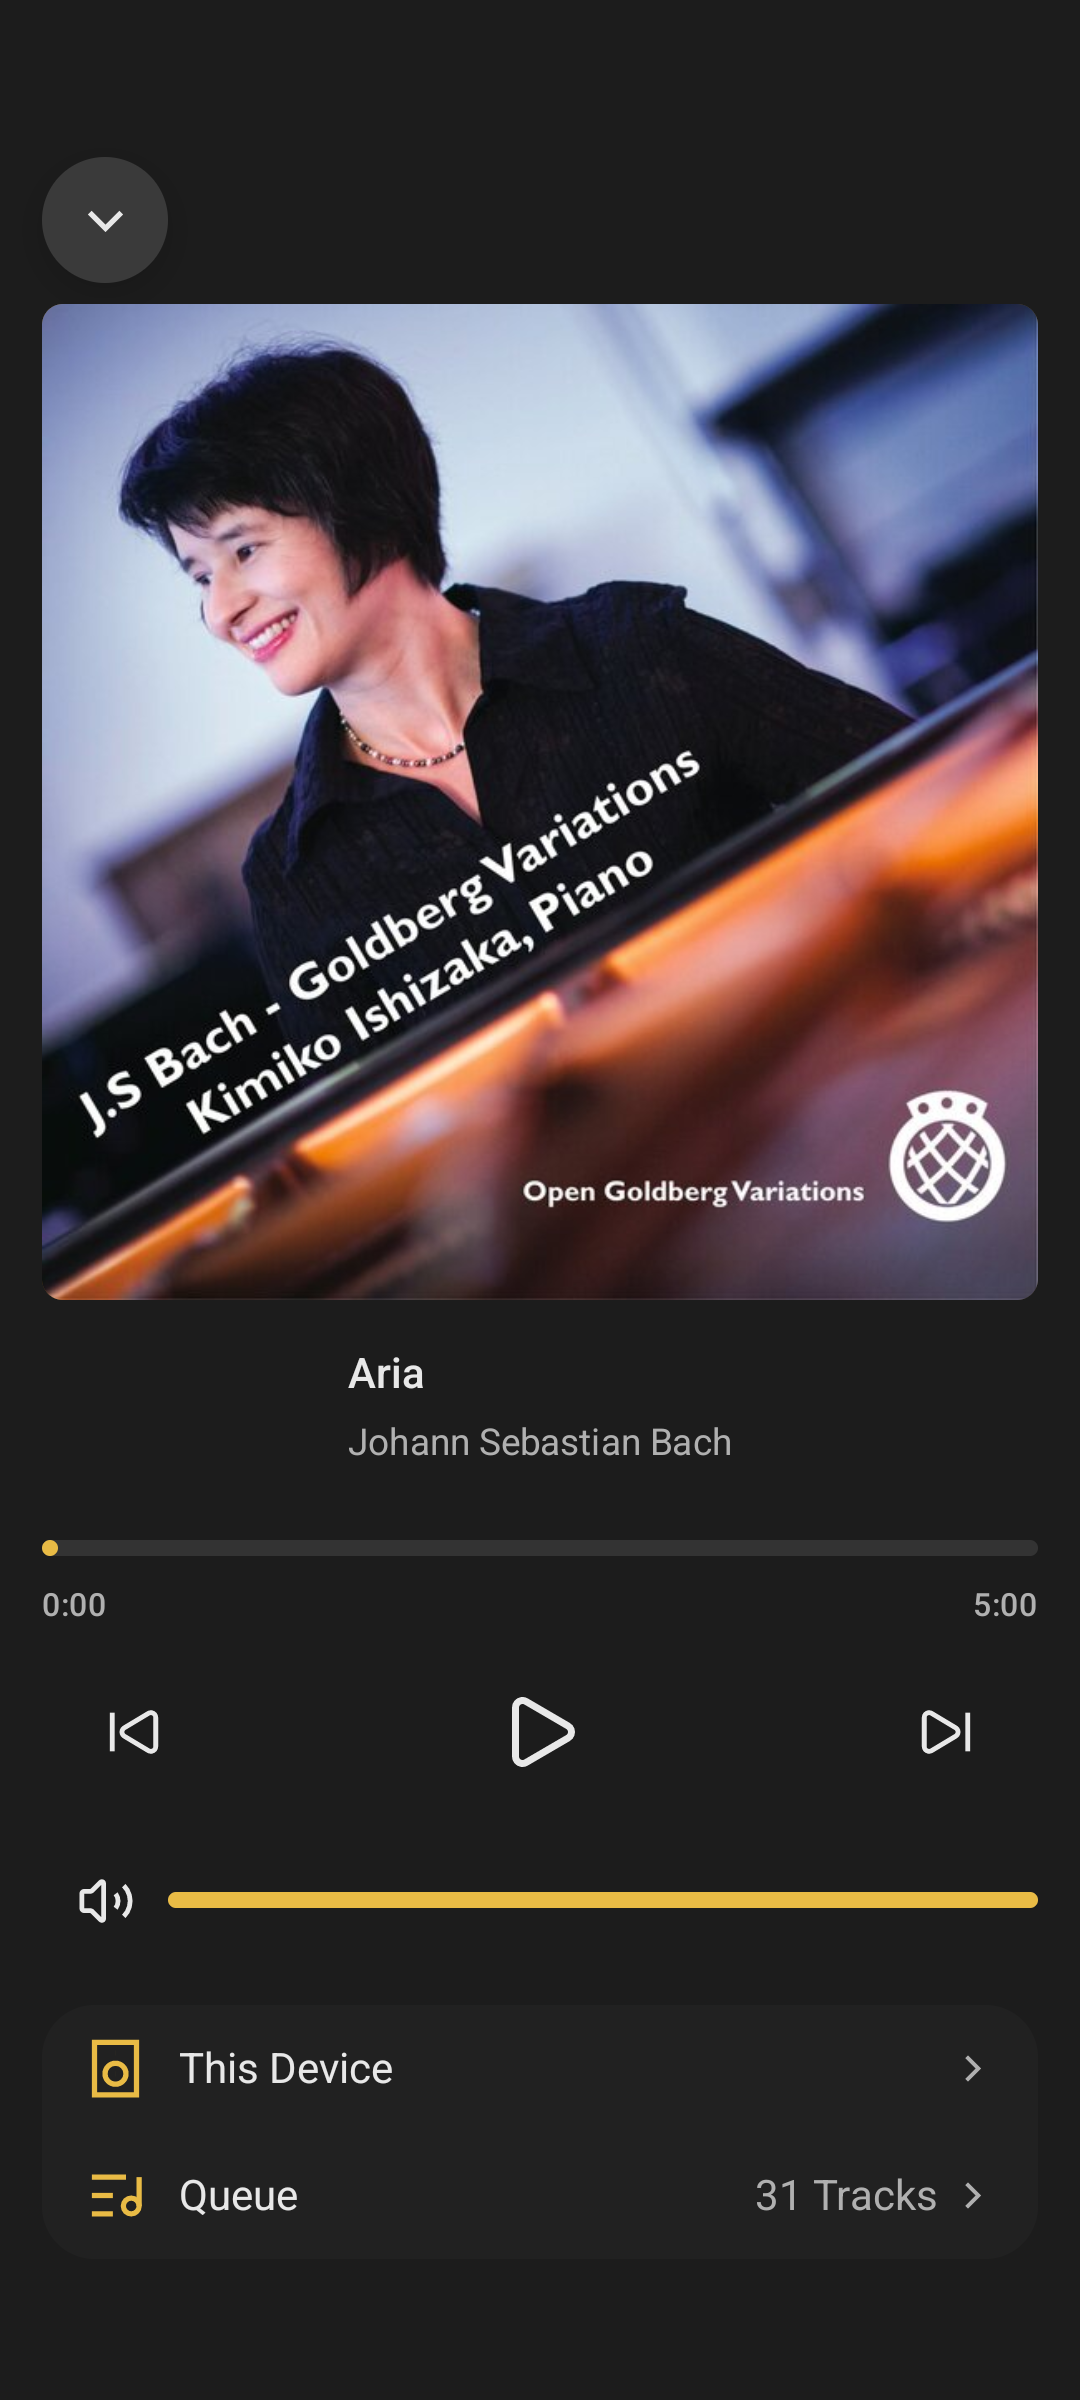 J.S Bach - Goldberg Variations
Kimiko Ishizaka, Piano
Open Goldberg Variations
Aria
Johann Sebastian Bach
0:00 5:00
This Device
Queue 31 Tracks